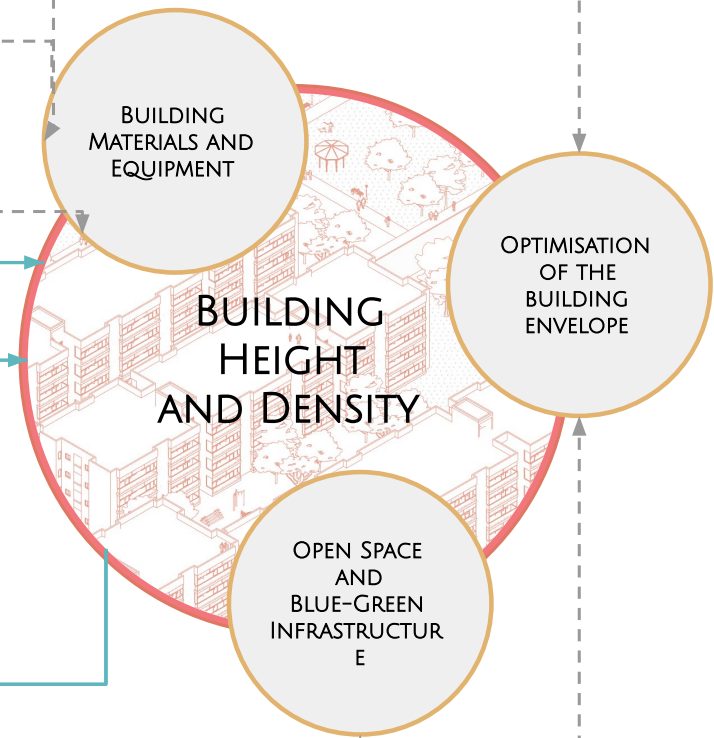 Building
Materials and
Equipment
Optimisation
of the
building
envelope
Building
Height
and Density
Open Space
and
Blue-Green
Infrastructur
e